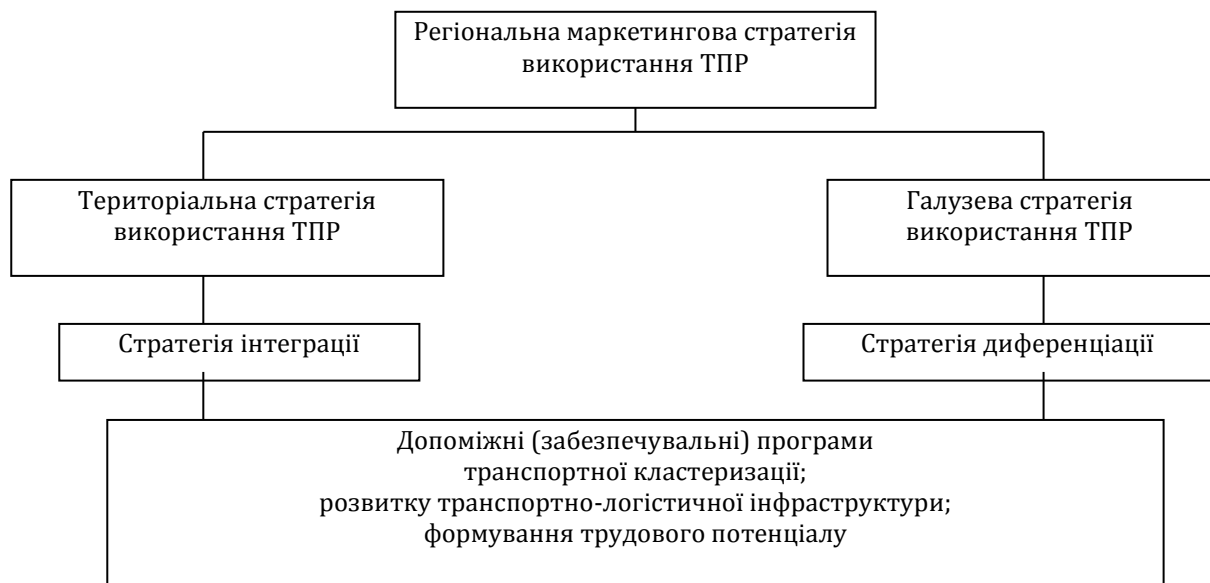 Регіональна маркетингова стратегія
використання ТПР
Територіальна стратегія
використання ТПР
Галузева стратегія
використання ТПР
Стратегія інтеграції
Стратегія диференціації
Допоміжні (забезпечувальні) програми
транспортної кластеризації;
розвитку транспортно-логістичної інфраструктури;
формування трудового потенціалу